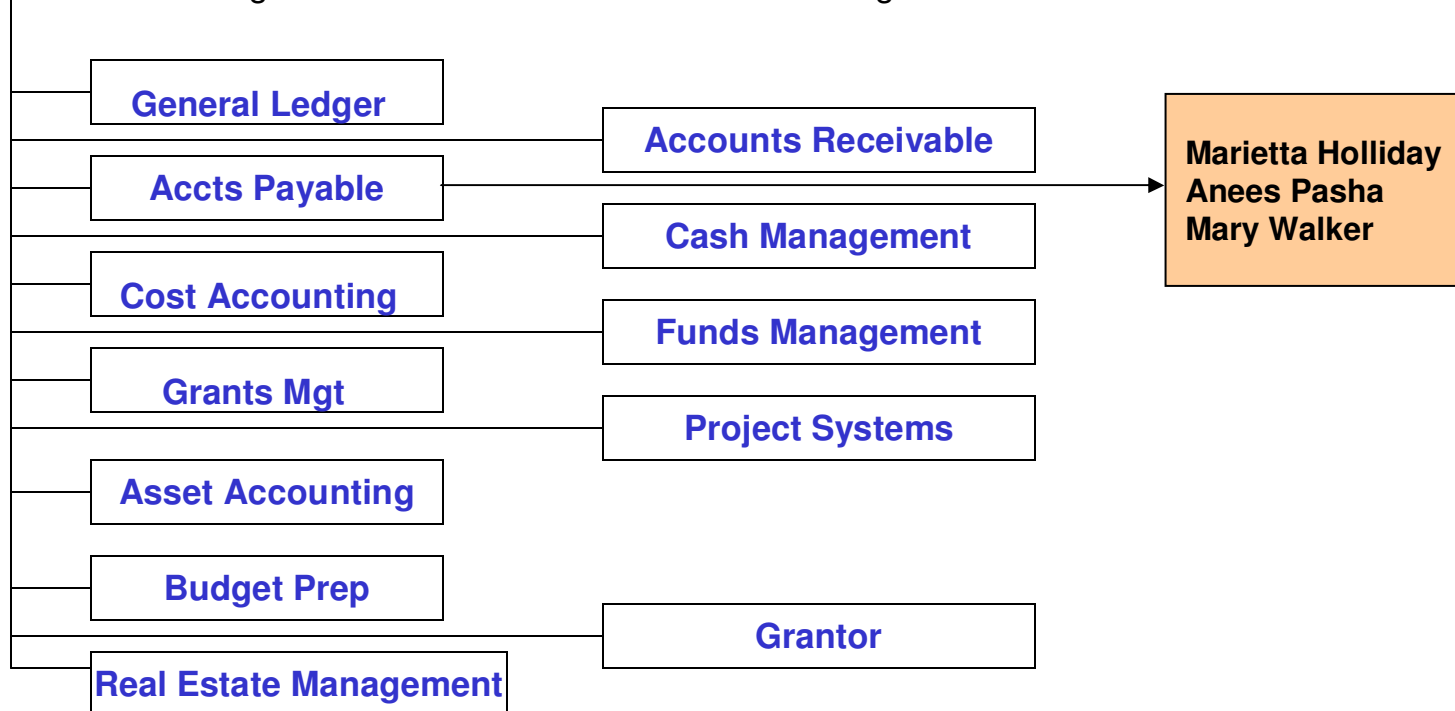 General Ledger
Accounts Receivable
Marietta Holliday
Anees Pasha
Mary Walker
Accts Payable
Cash Management
Cost Accounting
Funds Management
Grants Mgt
Project Systems
Asset Accounting
Budget Prep
Grantor
Real Estate Management